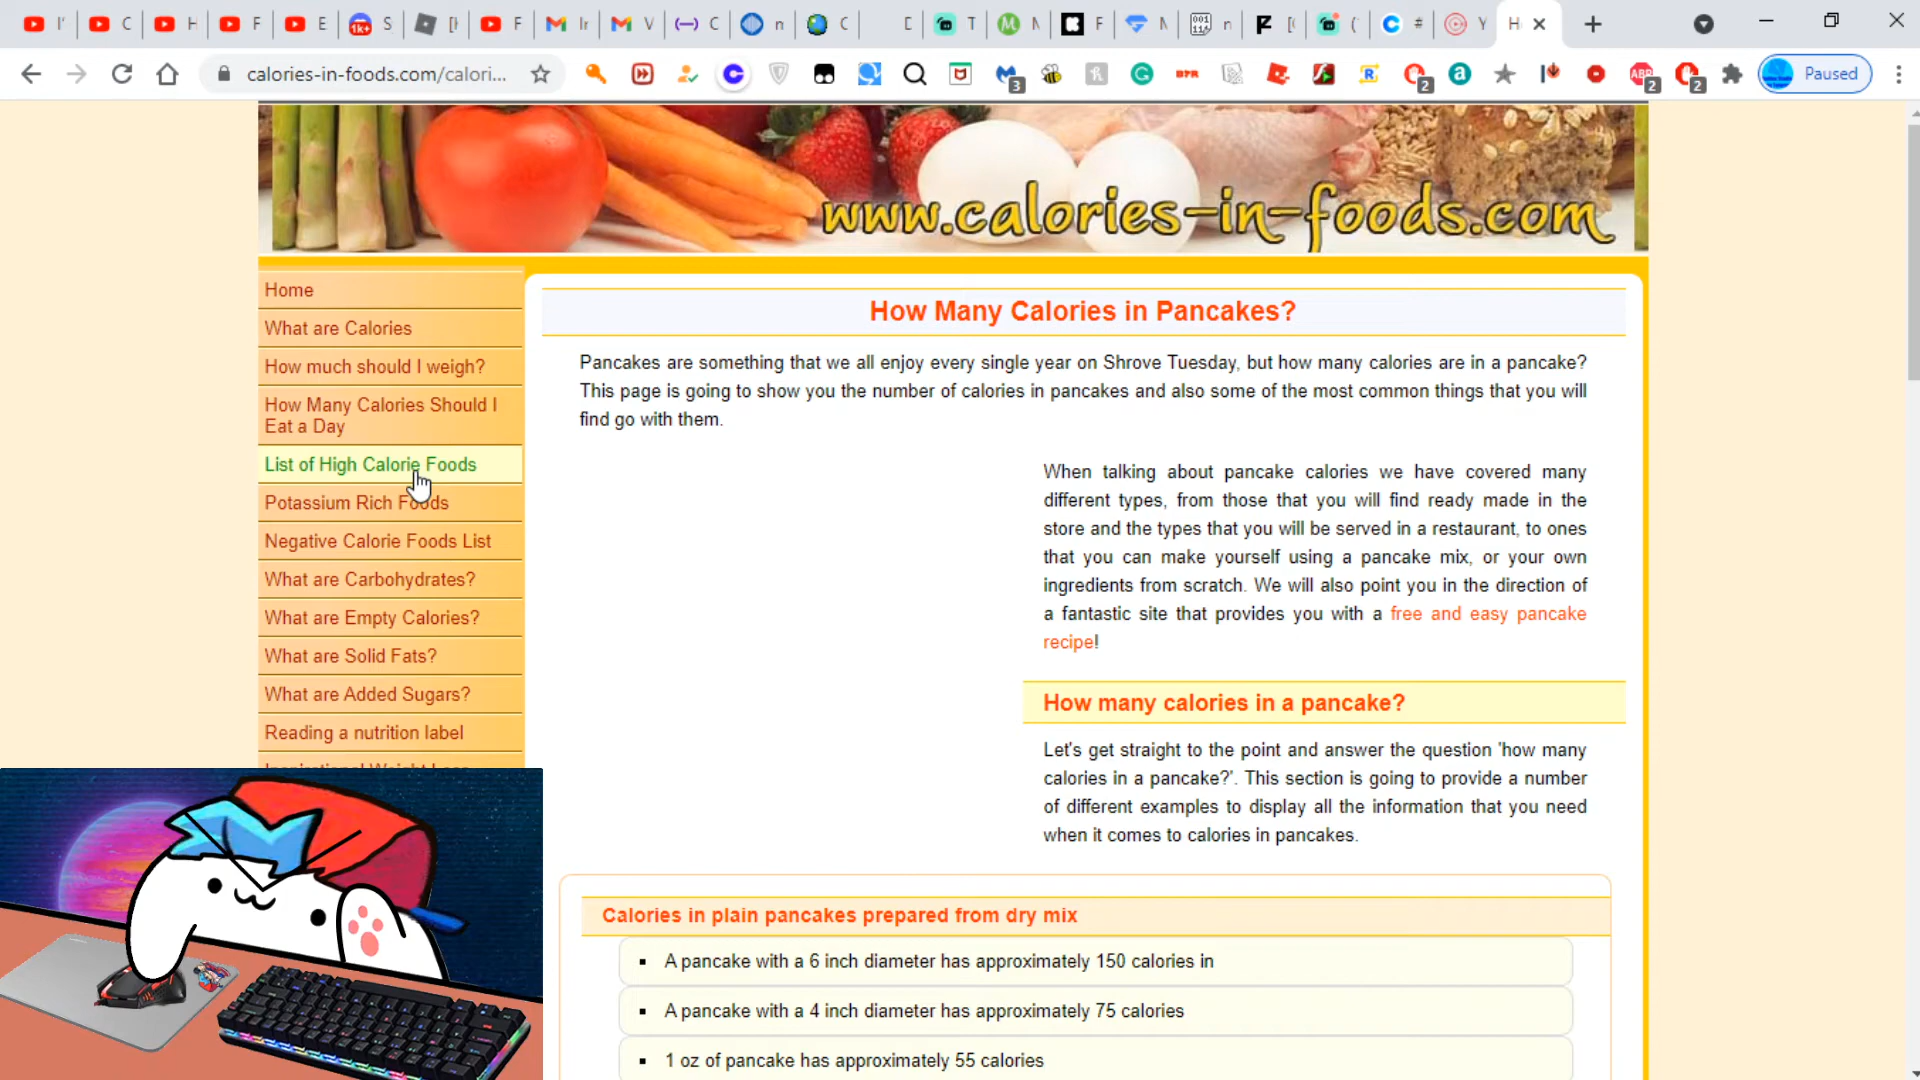 calories-in-foods.com/calori...
Paused
www.calories-in-foods.com
Home
What are Calories
How much should I weigh?
How Many Calories Should I
Eat a Day
List of High Calorie Foods
Potassium Rich Foods
Negative Calorie Foods List
What are Carbohydrates?
What are Empty Calories?
What are Solid Fats?
What are Added Sugars?
Reading a nutrition label
How Many Calories in Pancakes?
Pancakes are something that we all enjoy every single year on Shrove Tuesday, but how many calories are in a pancake?
This page is going to show you the number of calories in pancakes and also some of the most common things that you will
find go with them.
When talking about pancake calories we have covered many
different types, from those that you will find ready made in the
store and the types that you will be served in a restaurant, to ones
that you can make yourself using a pancake mix, or your own
ingredients from scratch. We will also point you in the direction of
a fantastic site that provides you with a free and easy pancake
recipe!
How many calories in a pancake?
Let's get straight to the point and answer the question 'how many
calories in a pancake?'. This section is going to provide a number
of different examples to display all the information that you need
when it comes to calories in pancakes.
Calories in plain pancakes prepared from dry mix
A pancake with a 6 inch diameter has approximately 150 calories in
A pancake with a 4 inch diameter has approximately 75 calories
1 oz of pancake has approximately 55 calories